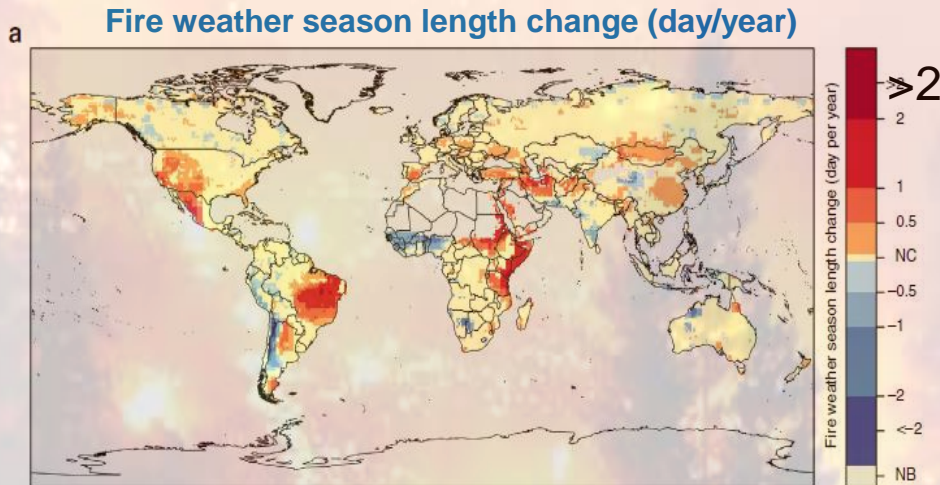 Fire weather season length change (day/year)
a
>2
2
1
0.5
NC
−0.5
−1
−2
<−2
NB
Fire weather season length change (day per year)